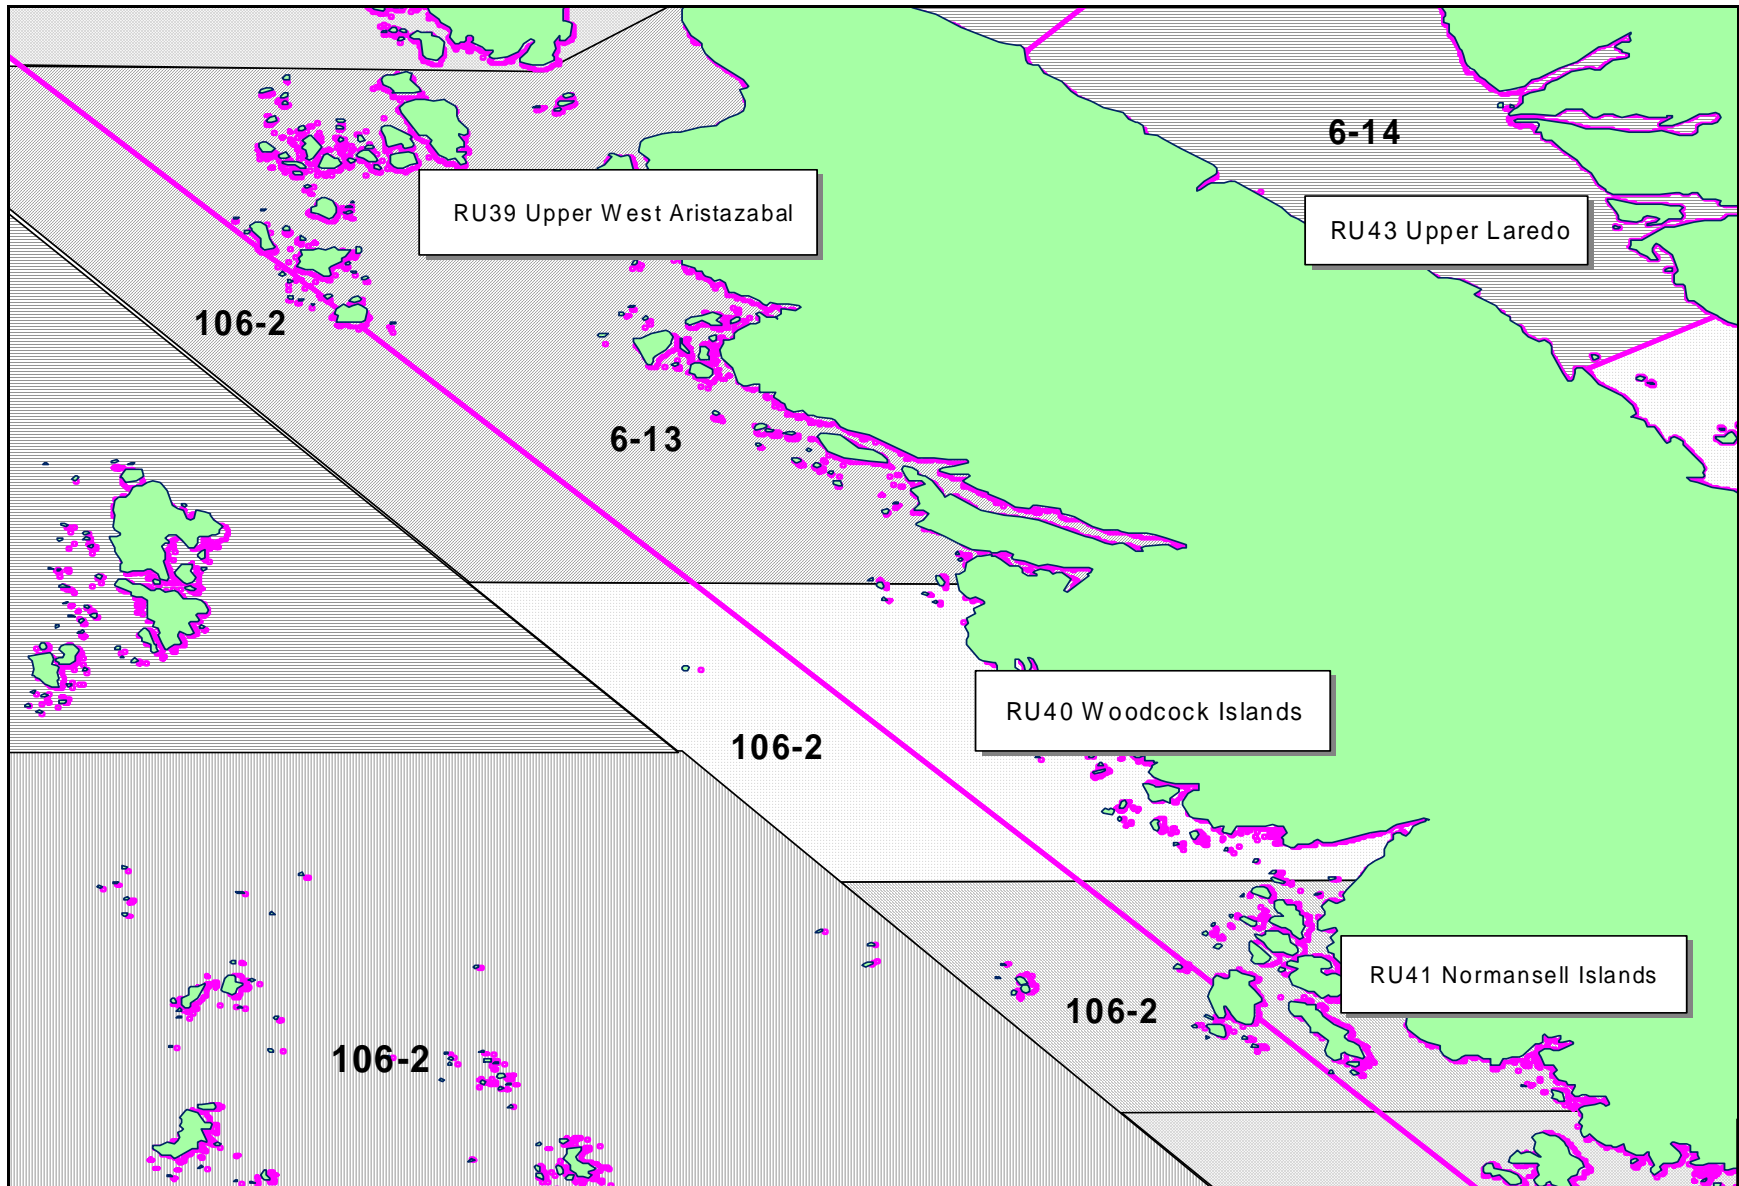 6-14
RU39 Upper West Aristazabal
RU43 Upper Laredo
106-2
6-13
RU40 Woodcock Islands
106-2
RU41 Normansell Islands
106-2
106-2